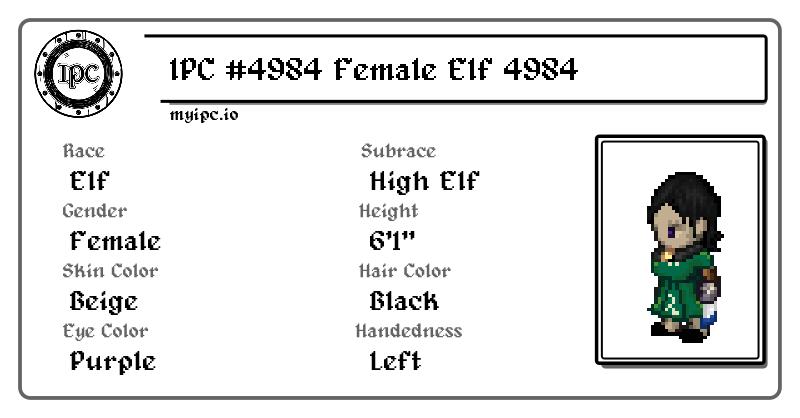 IPC
IPC #4984 Female Elf 4984
myipc.io
Race
Elf
Subrace
High Elf
Gender
Female
Height
6'1"
Skin Color
Beige
Hair Color
Black
Eye Color
Purple
Handedness
Left